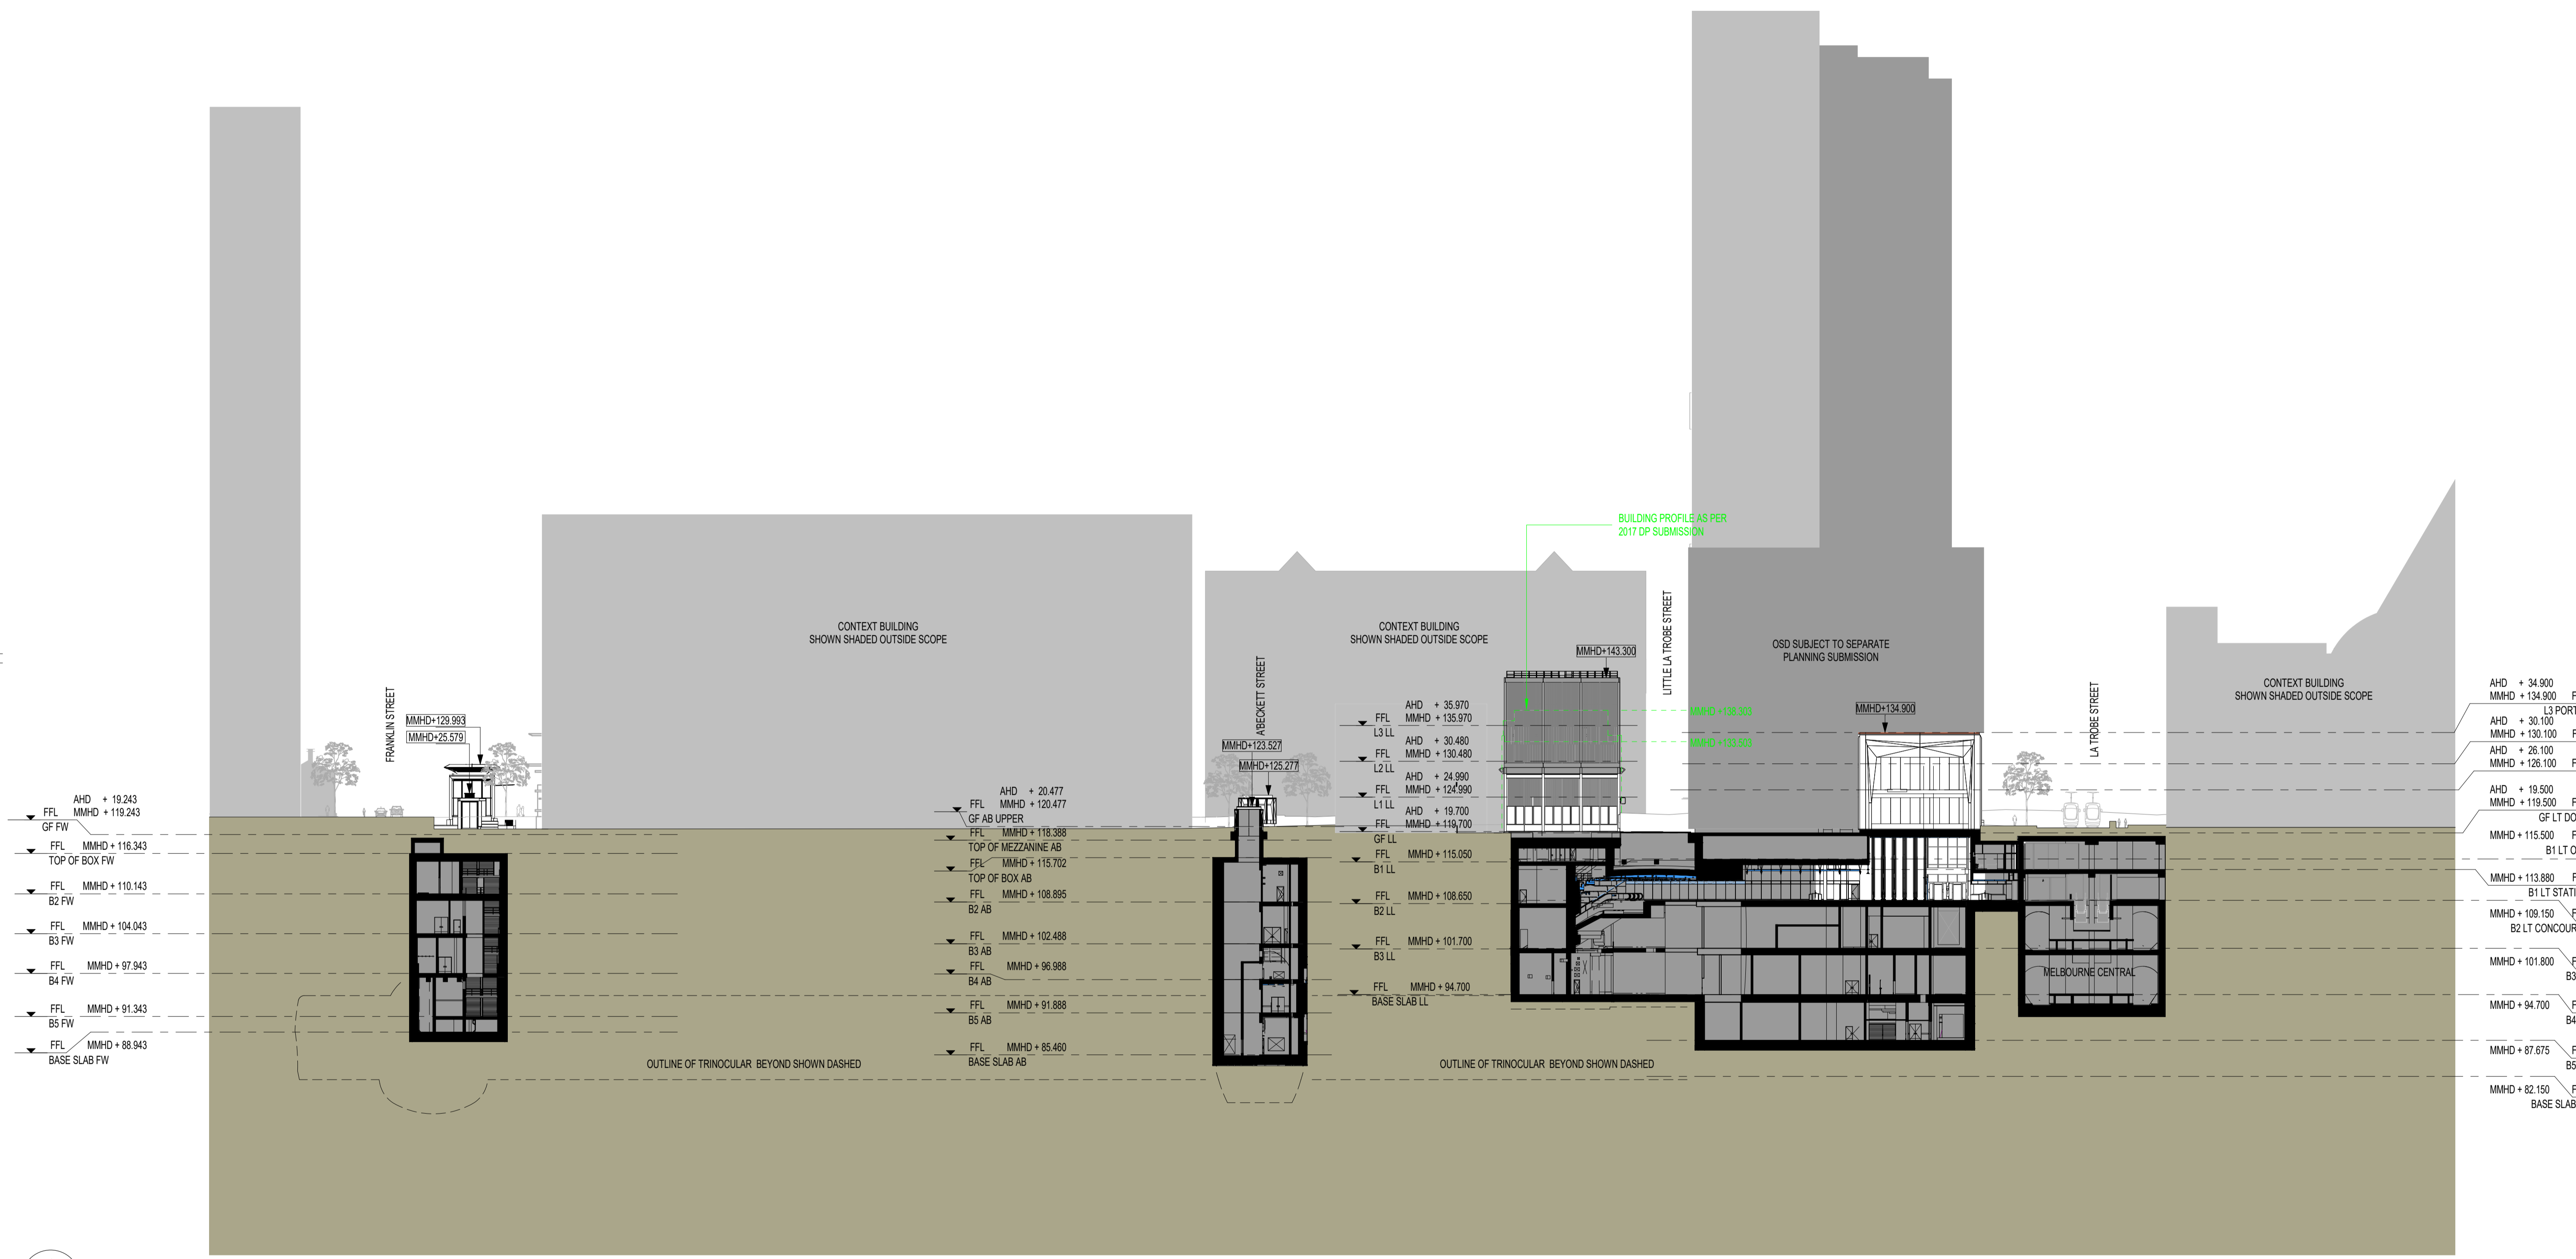 BUILDING PROFILE AS PER
2017 DP SUBMISSION
CONTEXT BUILDING
SHOWN SHADED OUTSIDE SCOPE
CONTEXT BUILDING
SHOWN SHADED OUTSIDE SCOPE
OSD SUBJECT TO SEPARATE
PLANNING SUBMISSION
CONTEXT BUILDING
SHOWN SHADED OUTSIDE SCOPE
FRANKLIN STREET
A'BECKETT STREET
LITTLE LA TROBE STREET
LA TROBE STREET
MMHD+129.993
MMHD+25.579
MMHD+123.527
MMHD+125.277
MMHD+143.300
MMHD+134.900
AHD + 19.243
FFL MMHD + 119.243
GF FW
FFL MMHD + 116.343
TOP OF BOX FW
FFL MMHD + 110.143
B2 FW
FFL MMHD + 104.043
B3 FW
FFL MMHD + 97.943
B4 FW
FFL MMHD + 91.343
B5 FW
FFL MMHD + 88.943
BASE SLAB FW
AHD + 20.477
FFL MMHD + 120.477
GF AB UPPER
FFL MMHD + 118.388
TOP OF MEZZANINE AB
FFL MMHD + 115.702
TOP OF BOX AB
FFL MMHD + 108.895
B2 AB
FFL MMHD + 102.488
B3 AB
FFL MMHD + 96.988
B4 AB
FFL MMHD + 91.888
B5 AB
FFL MMHD + 85.460
BASE SLAB AB
AHD + 35.970
FFL MMHD + 135.970
L3 LL
AHD + 30.480
FFL MMHD + 130.480
L2 LL
AHD + 24.990
FFL MMHD + 124.990
L1 LL
AHD + 19.700
FFL MMHD + 119.700
GF LL
FFL MMHD + 115.050
B1 LL
FFL MMHD + 108.650
B2 LL
FFL MMHD + 101.700
B3 LL
FFL MMHD + 94.700
BASE SLAB LL
OUTLINE OF TRINOCULAR BEYOND SHOWN DASHED
OUTLINE OF TRINOCULAR BEYOND SHOWN DASHED
MELBOURNE CENTRAL
AHD + 34.900
MMHD + 134.900
L3 PORT
AHD + 30.100
MMHD + 130.100
AHD + 26.100
MMHD + 126.100
AHD + 19.500
MMHD + 119.500
GF LT DO
MMHD + 115.500
B1 LT O
MMHD + 113.880
B1 LT STATI
MMHD + 109.150
B2 LT CONCOUR
MMHD + 101.800
B3
MMHD + 94.700
B4
MMHD + 87.675
B5
MMHD + 82.150
BASE SLAB